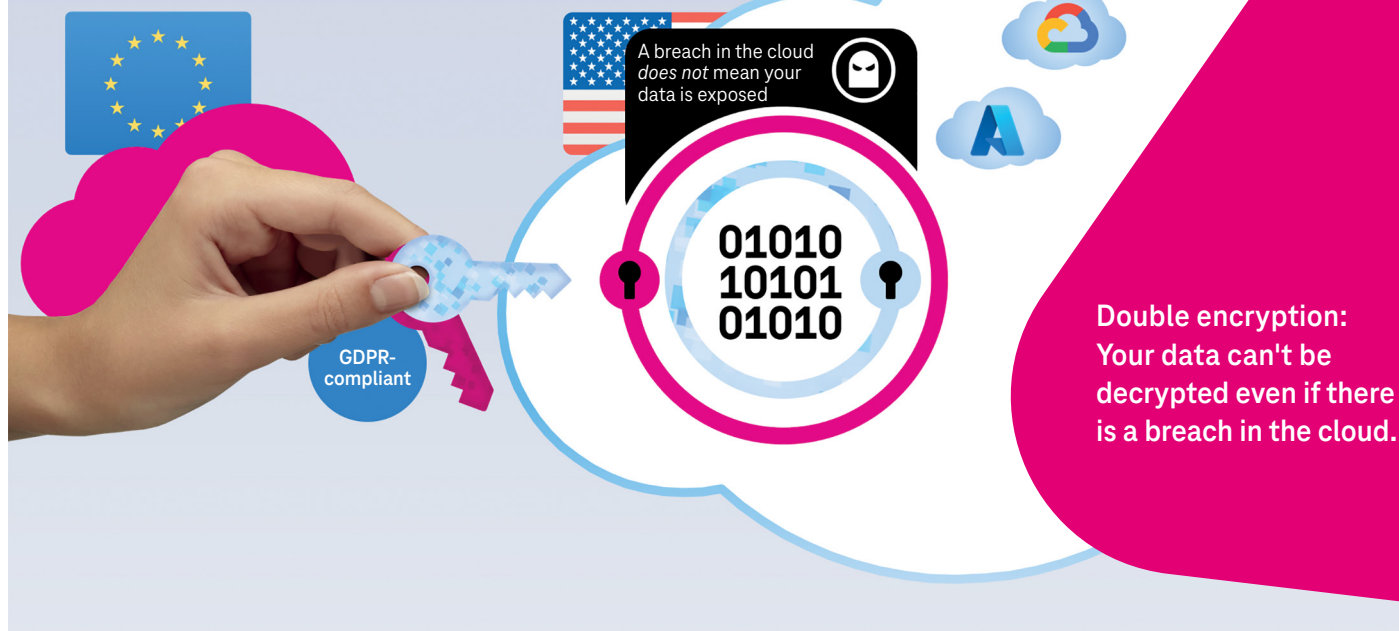 A breach in the cloud
does not mean your
data is exposed
01010
10101
01010
GDPR-
compliant
Double encryption:
Your data can't be
decrypted even if there
is a breach in the cloud.